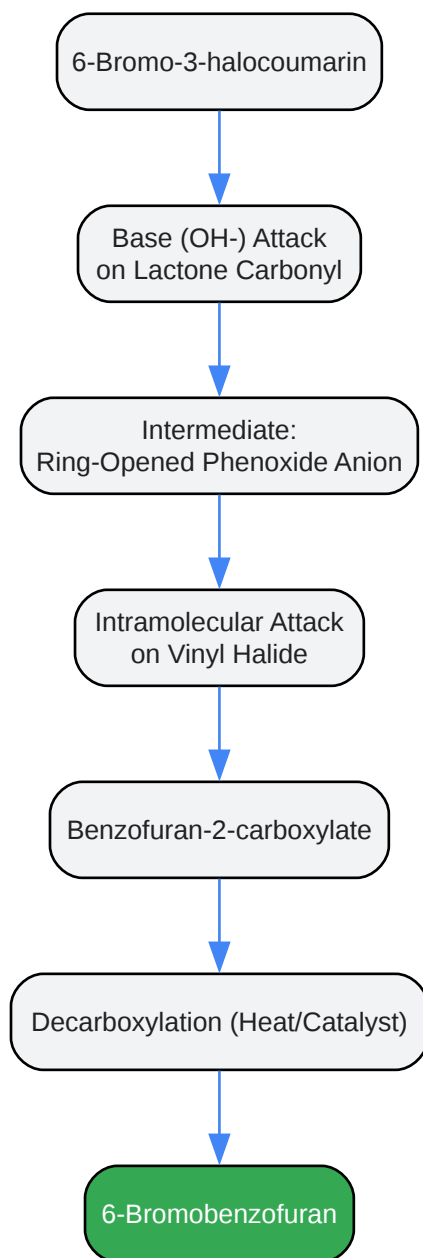 6-Bromo-3-halocoumarin
Base (OH-) Attack
on Lactone Carbonyl
Intermediate:
Ring-Opened Phenoxide Anion
Intramolecular Attack
on Vinyl Halide
Benzofuran-2-carboxylate
Decarboxylation (Heat/Catalyst)
6-Bromobenzofuran